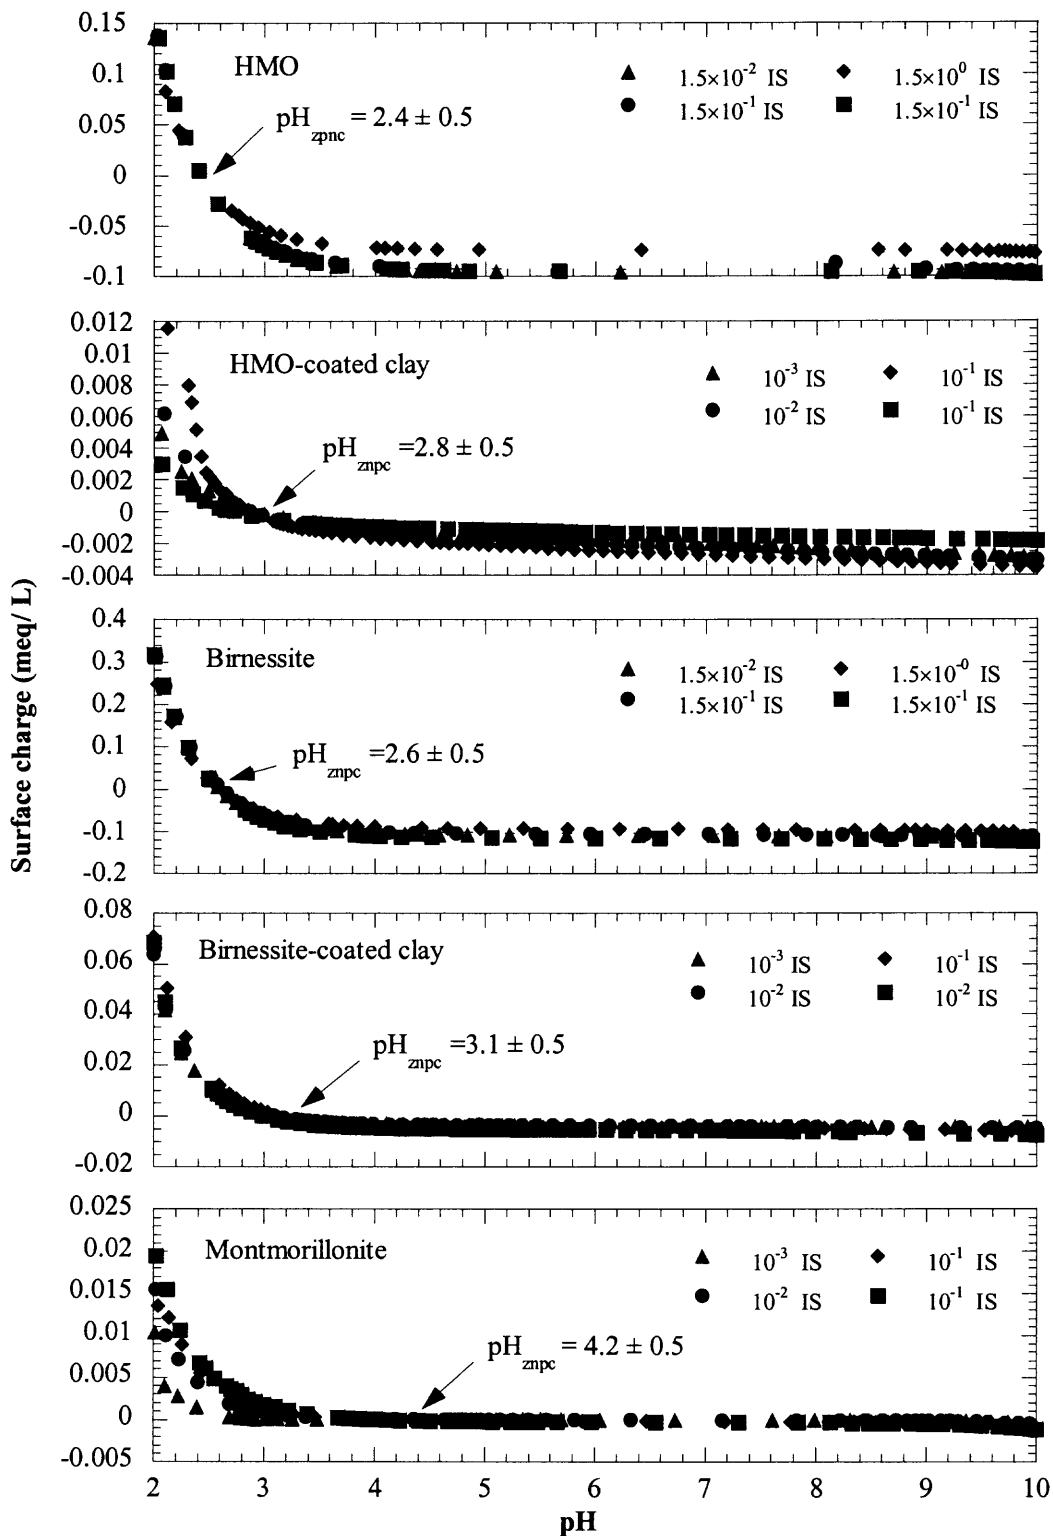 Surface charge (meq/ L)
0.15
0.1
0.05
0
-0.05
-0.1
HMO
pH_zpnc = 2.4 ± 0.5
▲ 1.5×10^-2 IS ◆ 1.5×10^0 IS
● 1.5×10^-1 IS ■ 1.5×10^-1 IS
0.012
0.01
0.008
0.006
0.004
0.002
0
-0.002
-0.004
HMO-coated clay
pH_znpc =2.8 ± 0.5
▲ 10^-3 IS ◆ 10^-1 IS
● 10^-2 IS ■ 10^-1 IS
0.4
0.3
0.2
0.1
0
-0.1
-0.2
Birnessite
pH_znpc =2.6 ± 0.5
▲ 1.5×10^-2 IS ◆ 1.5×10^-0 IS
● 1.5×10^-1 IS ■ 1.5×10^-1 IS
0.08
0.06
0.04
0.02
0
-0.02
Birnessite-coated clay
pH_znpc =3.1 ± 0.5
▲ 10^-3 IS ◆ 10^-1 IS
● 10^-2 IS ■ 10^-2 IS
0.025
0.02
0.015
0.01
0.005
0
-0.005
Montmorillonite
pH_znpc = 4.2 ± 0.5
▲ 10^-3 IS ◆ 10^-1 IS
● 10^-2 IS ■ 10^-1 IS
2 3 4 5 6 7 8 9 10
pH